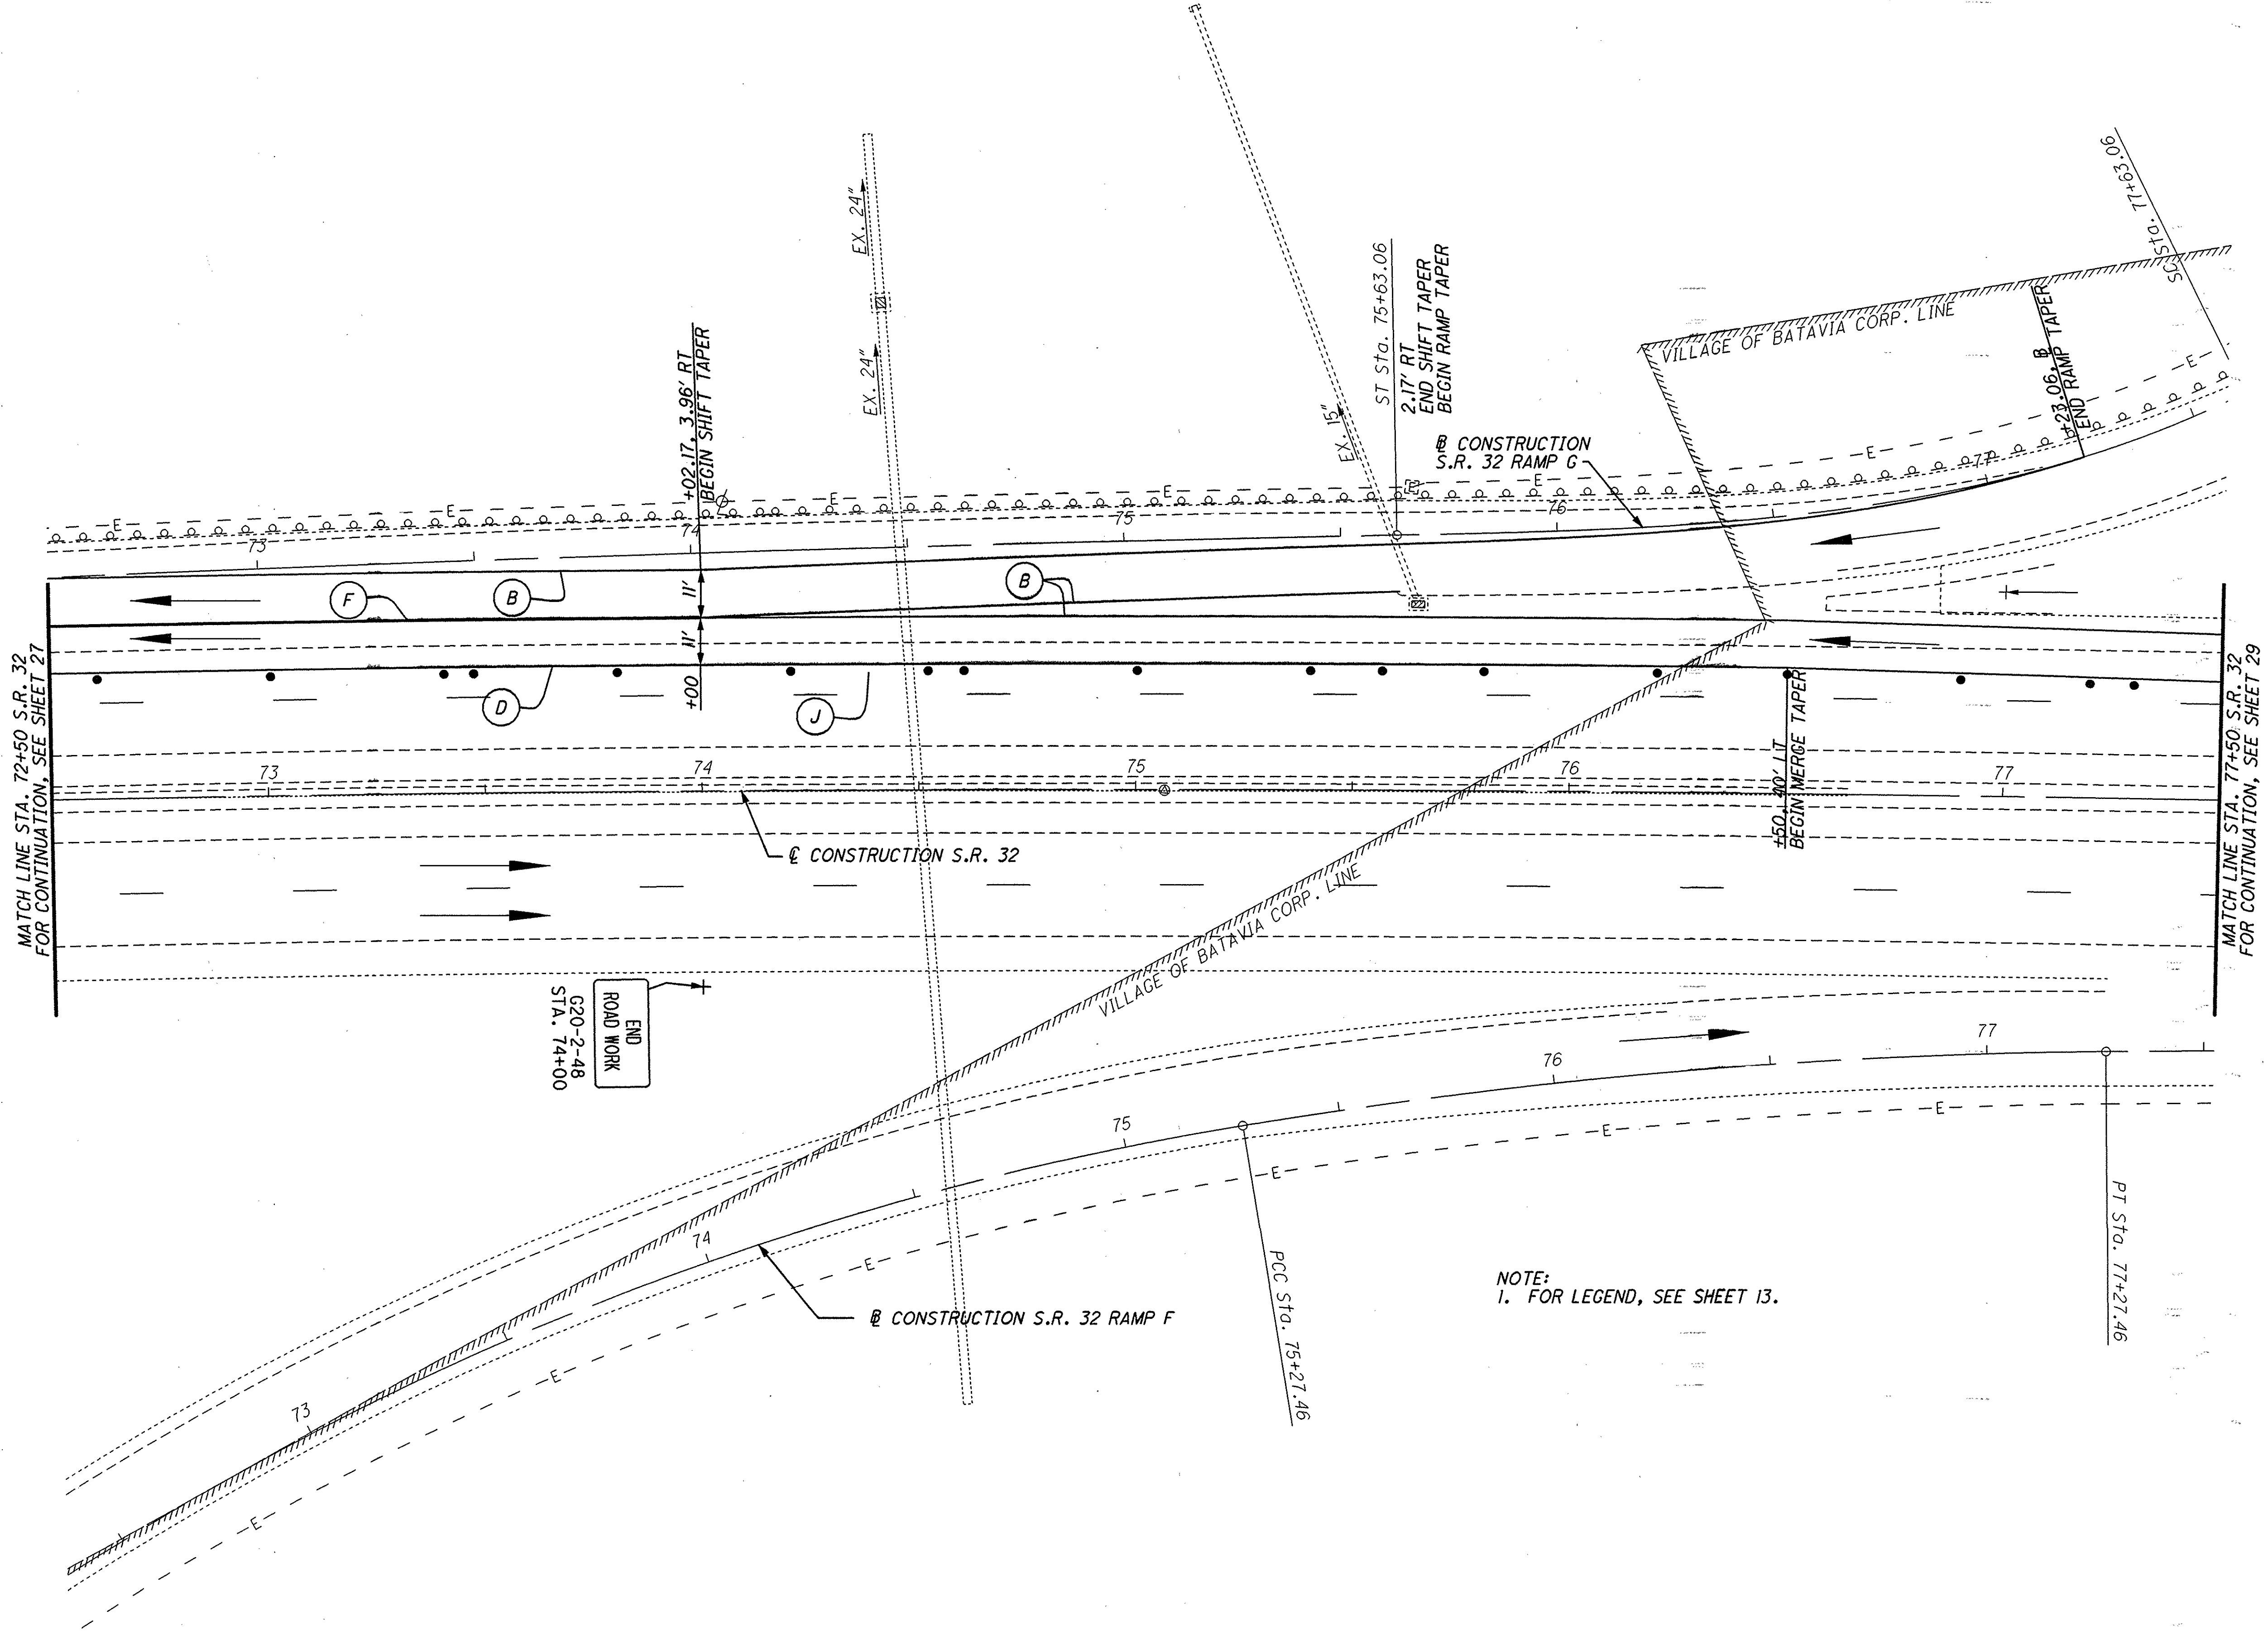 SC Sta. 77+63.06
EX. 24"
ST Sta. 75+63.06
2.17' RT
END SHIFT TAPER
BEGIN RAMP TAPER
VILLAGE OF BATAVIA CORP. LINE
+23.06, ℄
END RAMP TAPER
+02.17, 3.96' RT
BEGIN SHIFT TAPER
EX. 24"
EX. 15"
℄ CONSTRUCTION
S.R. 32 RAMP G
E
E
E
E
E
E
E
73
74
75
76
77
F
B
11'
B
11'
+00
D
J
MATCH LINE STA. 72+50 S.R. 32
FOR CONTINUATION, SEE SHEET 27
MATCH LINE STA. 77+50 S.R. 32
FOR CONTINUATION, SEE SHEET 29
+50, 40' LT
BEGIN MERGE TAPER
73
74
75
76
77
℄ CONSTRUCTION S.R. 32
VILLAGE OF BATAVIA CORP. LINE
END
ROAD WORK
G20-2-48
STA. 74+00
73
74
75
76
77
E
E
E
E
E
E
℄ CONSTRUCTION S.R. 32 RAMP F
PCC Sta. 75+27.46
PT Sta. 77+27.46
NOTE:
1. FOR LEGEND, SEE SHEET 13.